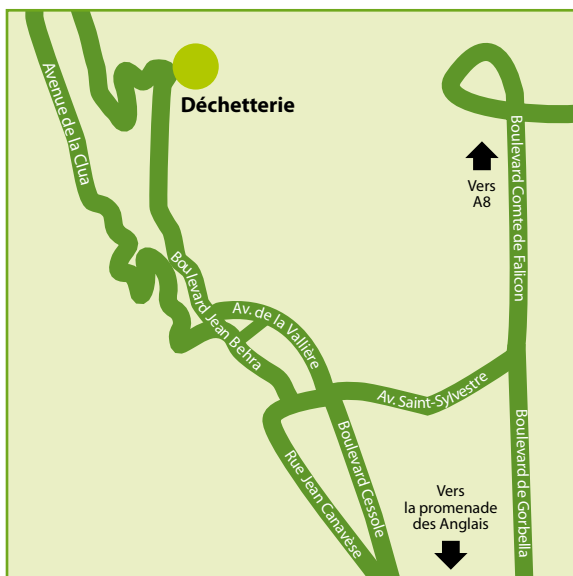 Avenue de la Clua
Déchetterie
Vers
A8
Boulevard Comte de Falicon
Boulevard Jean Behra
Av. de la Vallière
Av. Saint-Sylvestre
Boulevard Cessole
Rue Jean Canavèse
Boulevard de Gorbella
Vers
la promenade
des Anglais